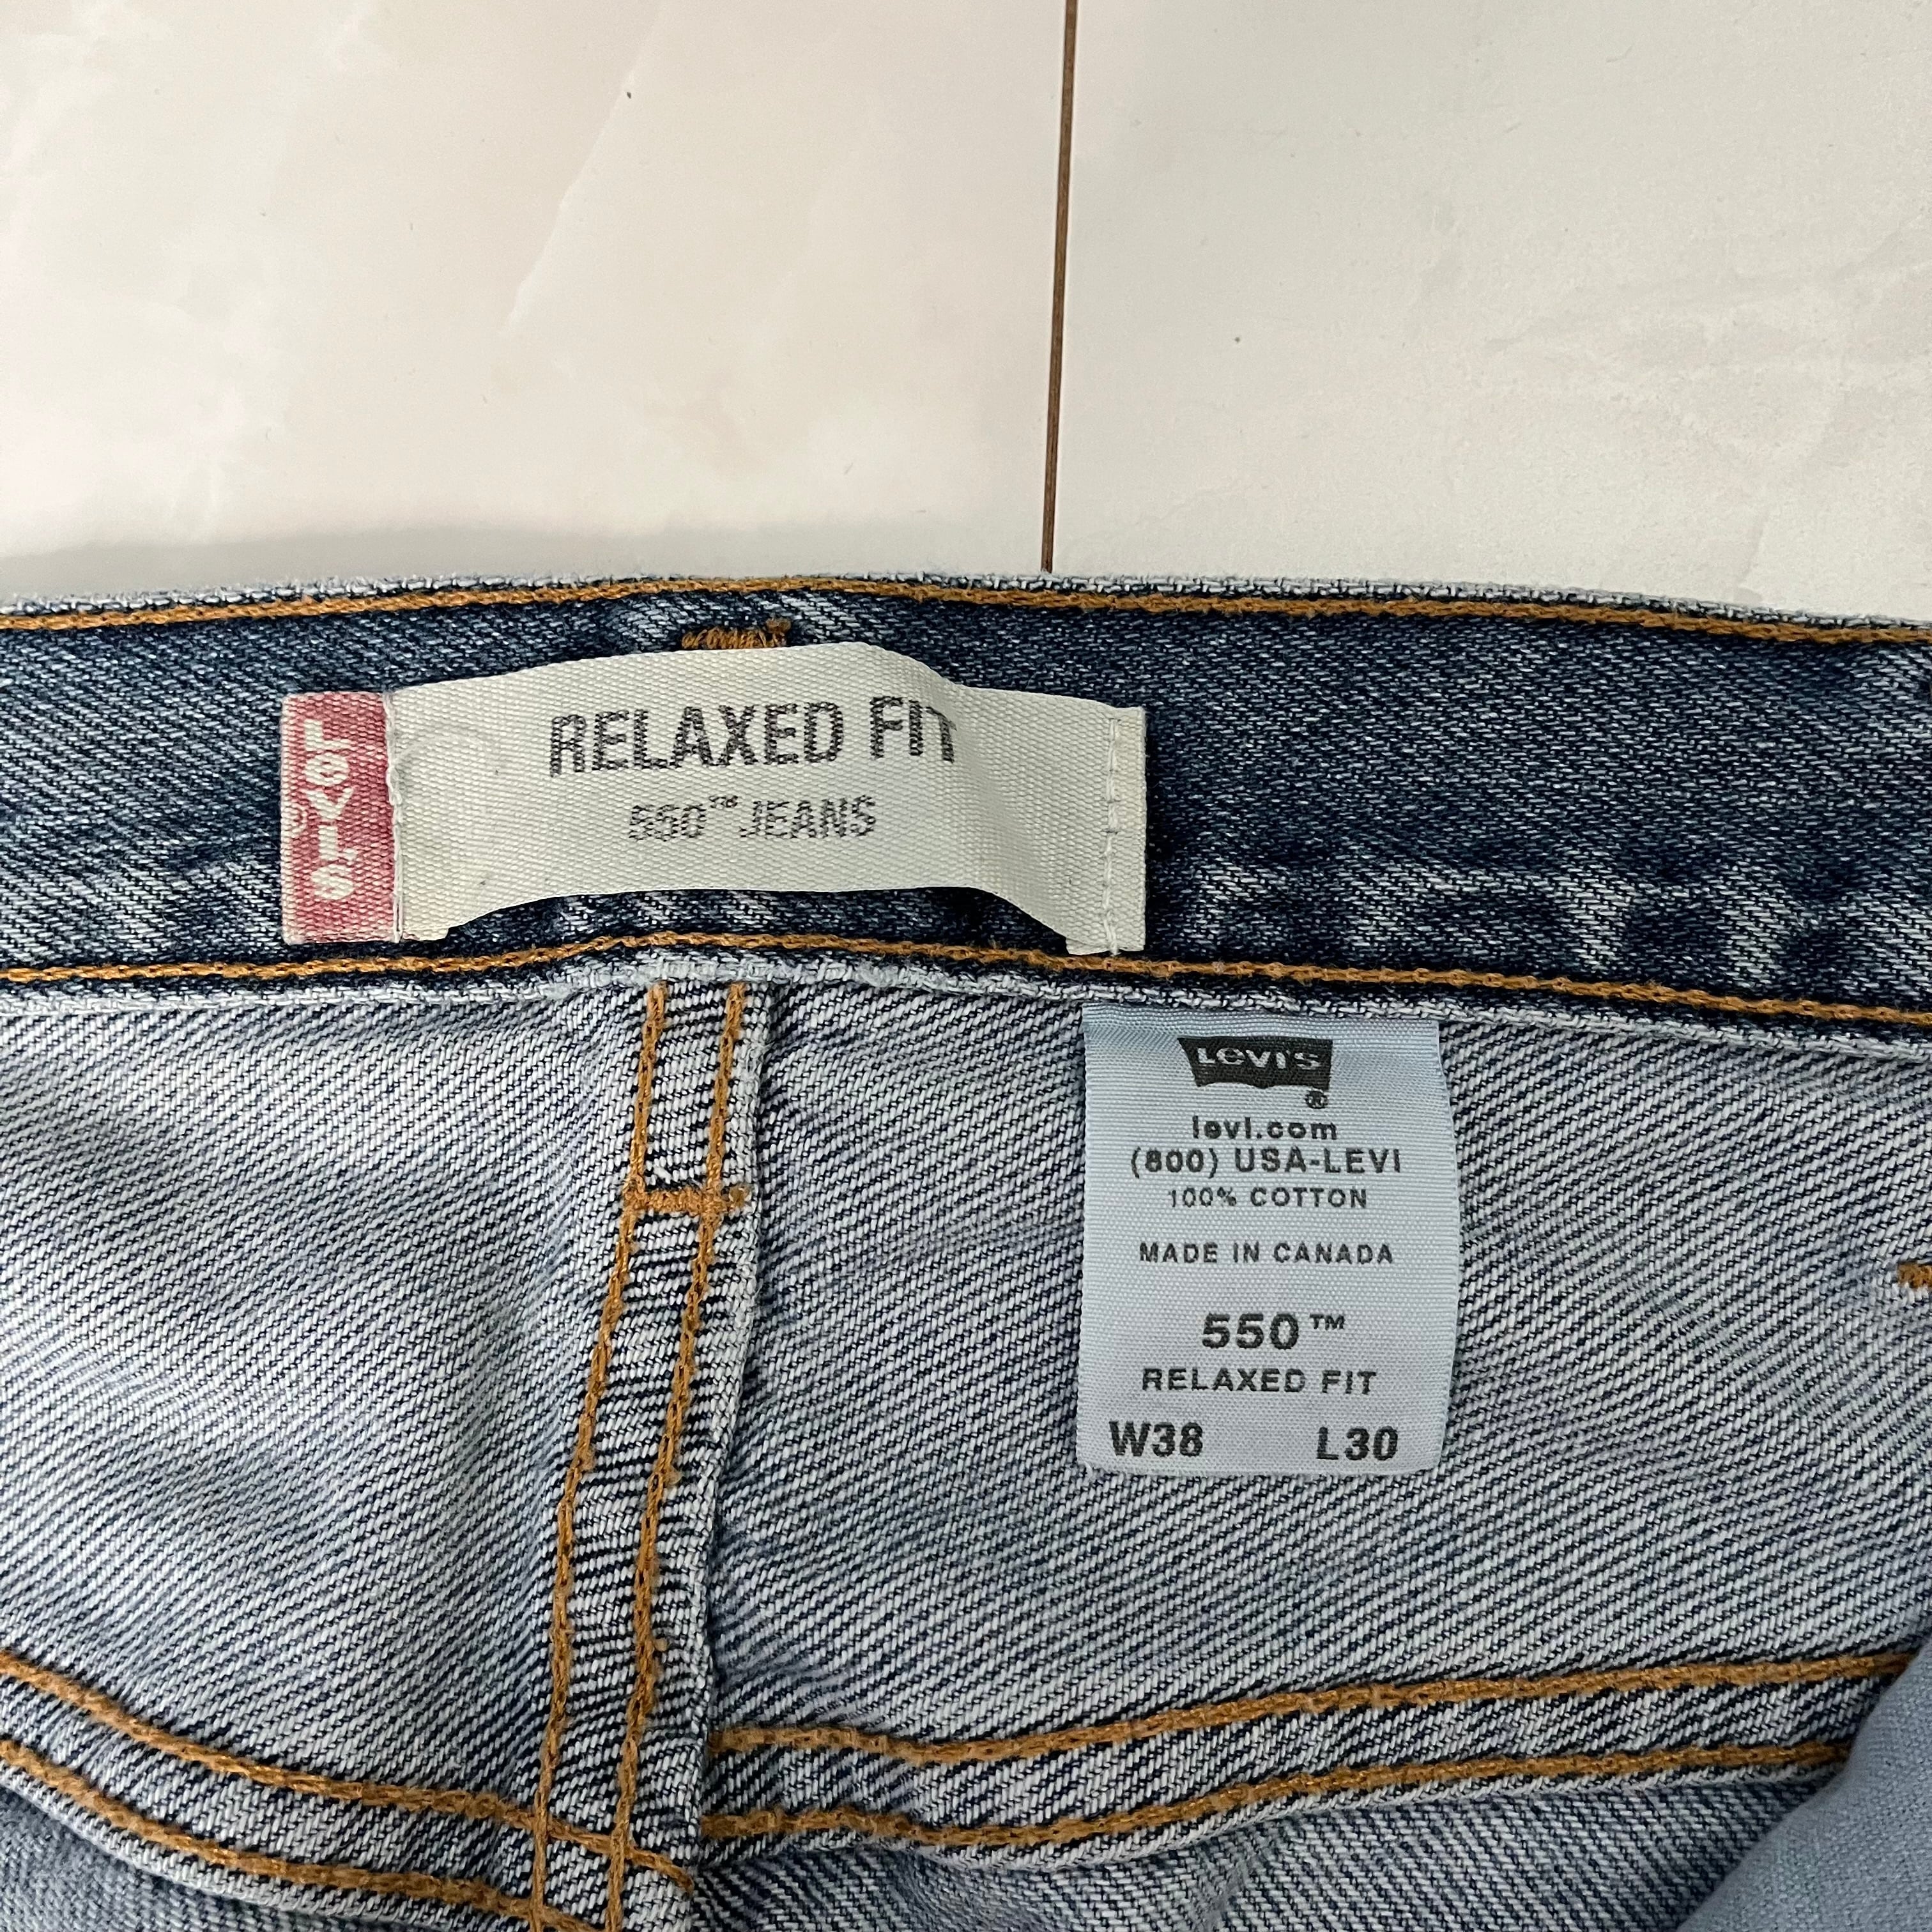 LEVI'S ®
RELAXED FIT
550™ JEANS
LEVI'S
®
levi.com
(800) USA-LEVI
100% COTTON
MADE IN CANADA
550™
RELAXED FIT
W38 L30